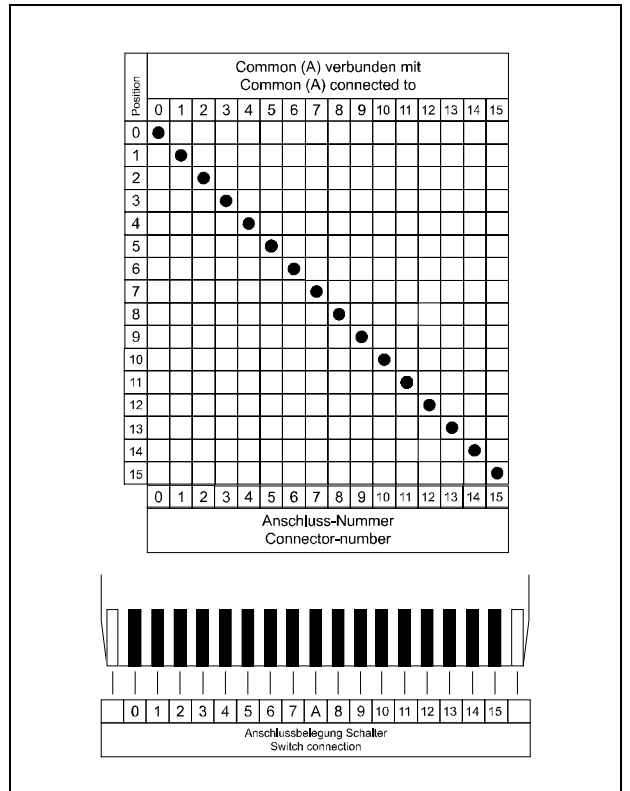 Position
Common (A) verbunden mit
Common (A) connected to
0 1 2 3 4 5 6 7 8 9 10 11 12 13 14 15
0
1
2
3
4
5
6
7
8
9
10
11
12
13
14
15
0 1 2 3 4 5 6 7 8 9 10 11 12 13 14 15
Anschluss-Nummer
Connector-number
0 1 2 3 4 5 6 7 A 8 9 10 11 12 13 14 15
Anschlussbelegung Schalter
Switch connection